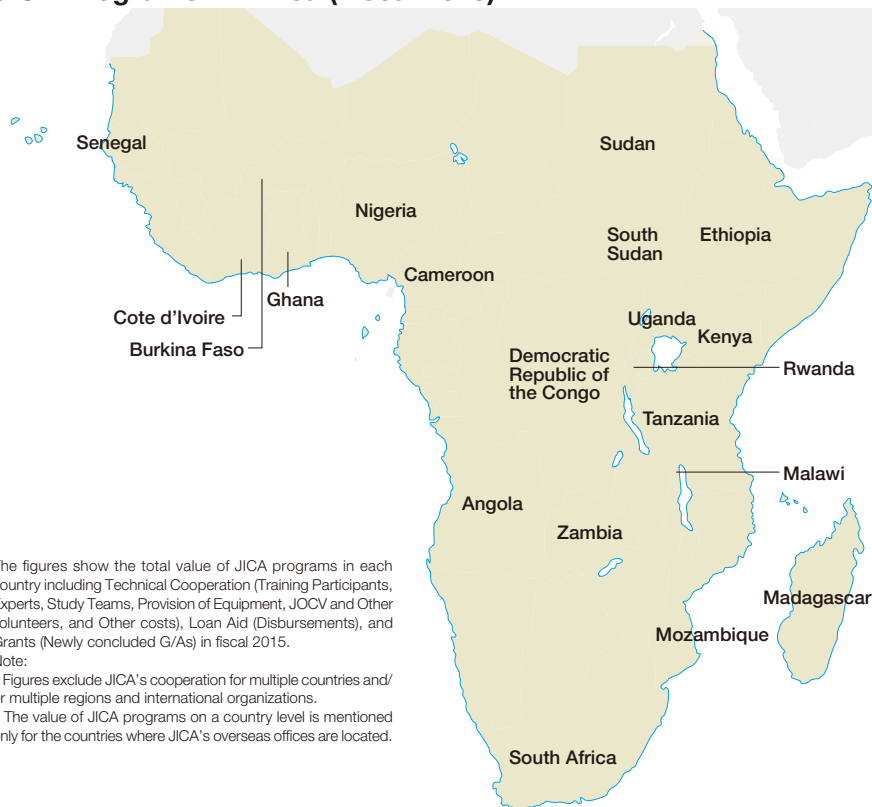 Senegal
Sudan
Nigeria
South
Sudan
Ethiopia
Cameroon
Ghana
Cote d’Ivoire
Uganda
Kenya
Burkina Faso
Democratic
Republic of
the Congo
Rwanda
Tanzania
Malawi
Angola
Zambia
Madagascar
Mozambique
South Africa
he figures show the total value of JICA programs in each
ountry including Technical Cooperation (Training Participants,
xperts, Study Teams, Provision of Equipment, JOCV and Other
olunteers, and Other costs), Loan Aid (Disbursements), and
rants (Newly concluded G/As) in fiscal 2015.
ote:
Figures exclude JICA’s cooperation for multiple countries and/
r multiple regions and international organizations.
The value of JICA programs on a country level is mentioned
nly for the countries where JICA’s overseas offices are located.